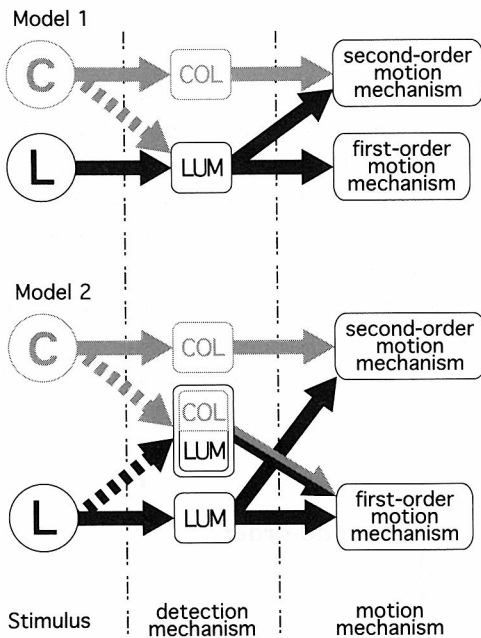 Model 1
C
COL
second-order
motion
mechanism
L
LUM
first-order
motion
mechanism
Model 2
C
COL
second-order
motion
mechanism
COL
LUM
L
LUM
first-order
motion
mechanism
Stimulus
detection
mechanism
motion
mechanism